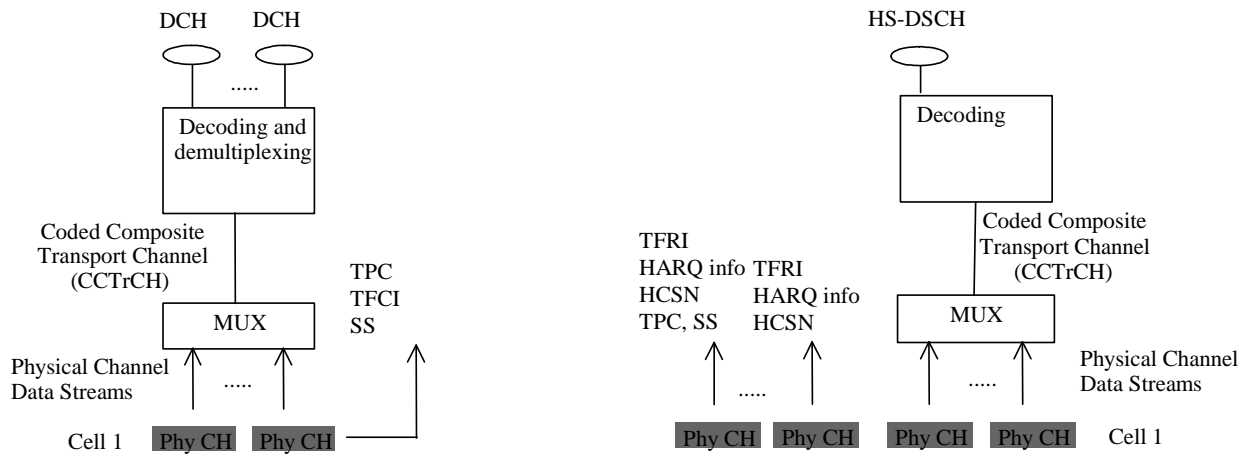 DCH DCH
.....
Decoding and
demultiplexing
Coded Composite
Transport Channel
(CCTrCH)
TPC
TFCI
SS
MUX
Physical Channel
Data Streams
.....
Cell 1 Phy CH Phy CH
HS-DSCH
Decoding
Coded Composite
Transport Channel
(CCTrCH)
TFRI
HARQ info
HCSN
TPC, SS
TFRI
HARQ info
HCSN
MUX
Physical Channel
Data Streams
.....
.....
Phy CH Phy CH Phy CH Phy CH Cell 1